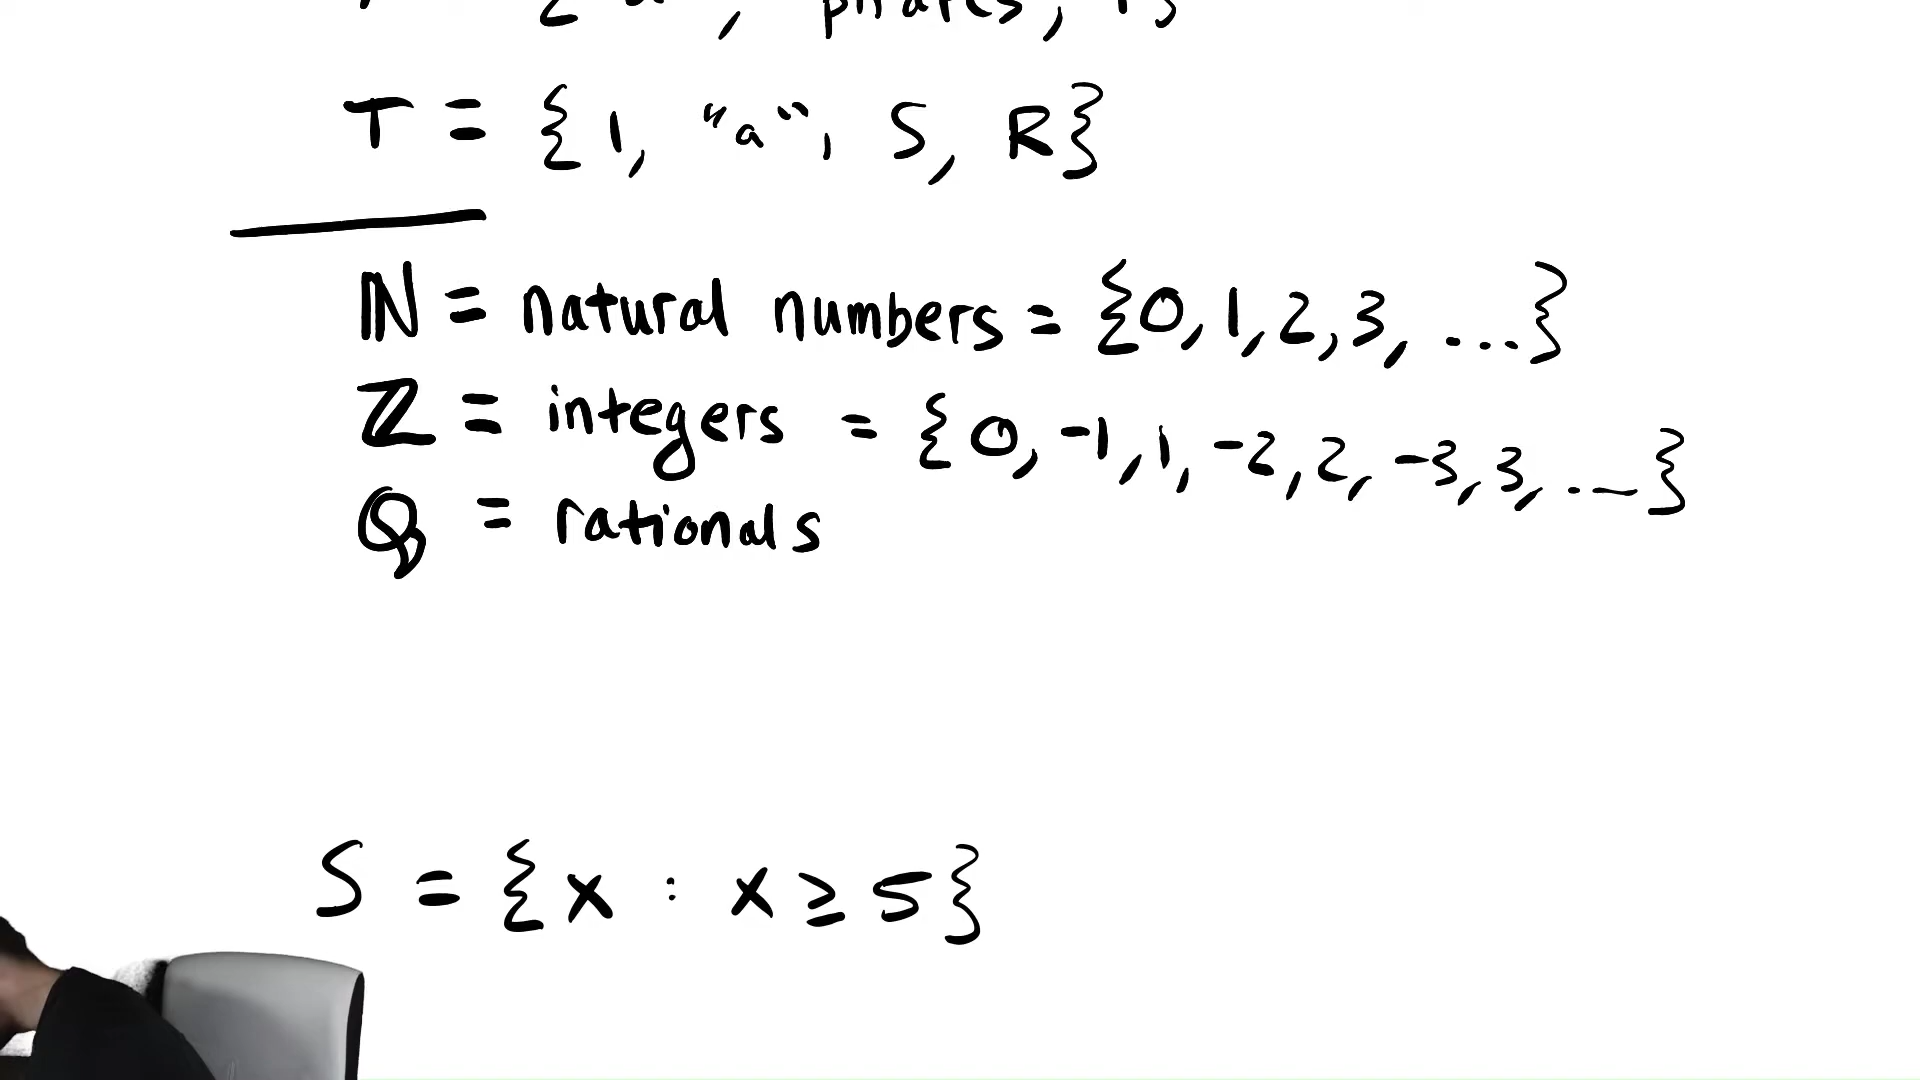 T = {1, "a", S, R}
ℕ = natural numbers = {0, 1, 2, 3, ...}
ℤ = integers = {0, -1, 1, -2, 2, -3, 3, ...}
ℚ = rationals
S = {x : x ≥ 5}